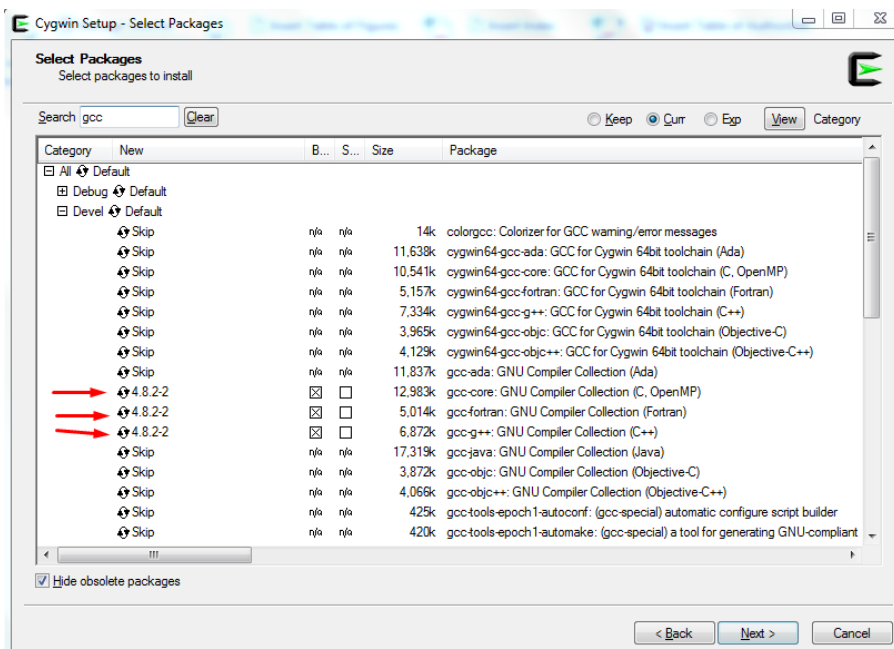 Cygwin Setup - Select Packages
Select Packages
Select packages to install
Search gcc Clear Keep Curr Exp View Category
Category New B... S... Size Package
All Default
Debug Default
Devel Default
Skip n/a n/a 14k colorgcc: Colorizer for GCC warning/error messages
Skip n/a n/a 11,638k cygwin64-gcc-ada: GCC for Cygwin 64bit toolchain (Ada)
Skip n/a n/a 10,541k cygwin64-gcc-core: GCC for Cygwin 64bit toolchain (C, OpenMP)
Skip n/a n/a 5,157k cygwin64-gcc-fortran: GCC for Cygwin 64bit toolchain (Fortran)
Skip n/a n/a 7,334k cygwin64-gcc-g++: GCC for Cygwin 64bit toolchain (C++)
Skip n/a n/a 3,965k cygwin64-gcc-objc: GCC for Cygwin 64bit toolchain (Objective-C)
Skip n/a n/a 4,129k cygwin64-gcc-objc++: GCC for Cygwin 64bit toolchain (Objective-C++)
Skip n/a n/a 11,837k gcc-ada: GNU Compiler Collection (Ada)
4.8.2-2 12,983k gcc-core: GNU Compiler Collection (C, OpenMP)
4.8.2-2 5,014k gcc-fortran: GNU Compiler Collection (Fortran)
4.8.2-2 6,872k gcc-g++: GNU Compiler Collection (C++)
Skip n/a n/a 17,319k gcc-java: GNU Compiler Collection (Java)
Skip n/a n/a 3,872k gcc-objc: GNU Compiler Collection (Objective-C)
Skip n/a n/a 4,066k gcc-objc++: GNU Compiler Collection (Objective-C++)
Skip n/a n/a 425k gcc-tools-epoch1-autoconf: (gcc-special) automatic configure script builder
Skip n/a n/a 420k gcc-tools-epoch1-automake: (gcc-special) a tool for generating GNU-compliant
Hide obsolete packages
< Back Next > Cancel